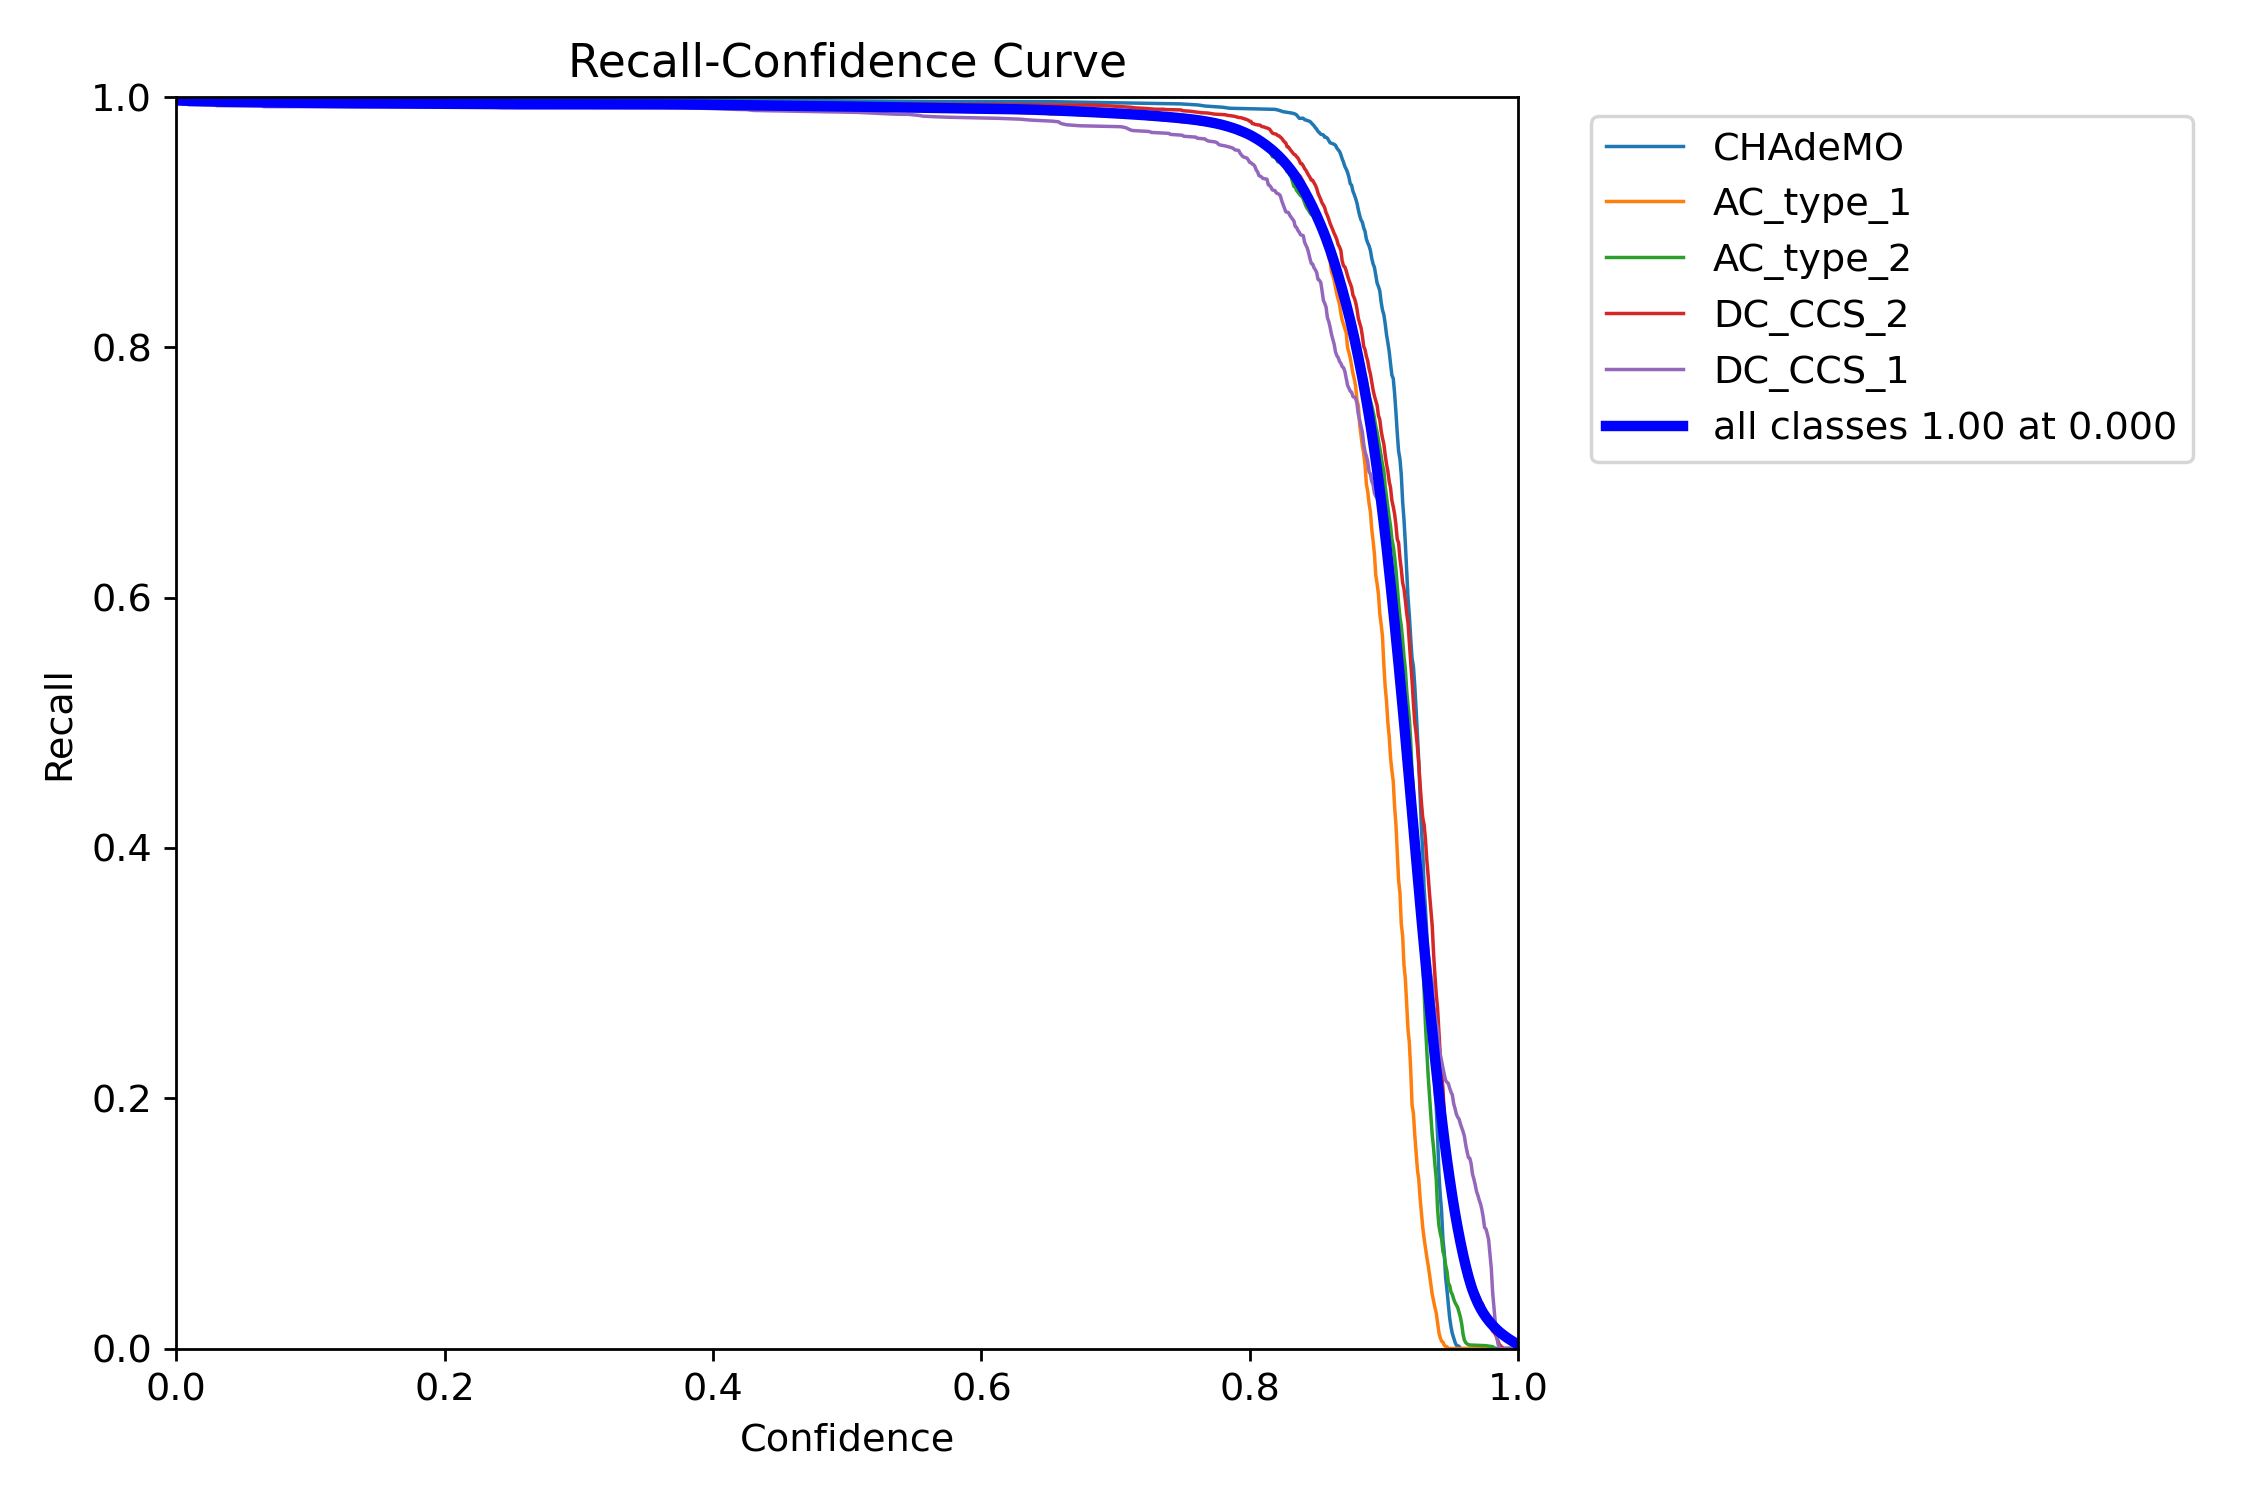 Recall-Confidence Curve
1.0
0.8
0.6
0.4
0.2
0.0
Recall
0.0 0.2 0.4 0.6 0.8 1.0
Confidence
CHAdeMO
AC_type_1
AC_type_2
DC_CCS_2
DC_CCS_1
all classes 1.00 at 0.000